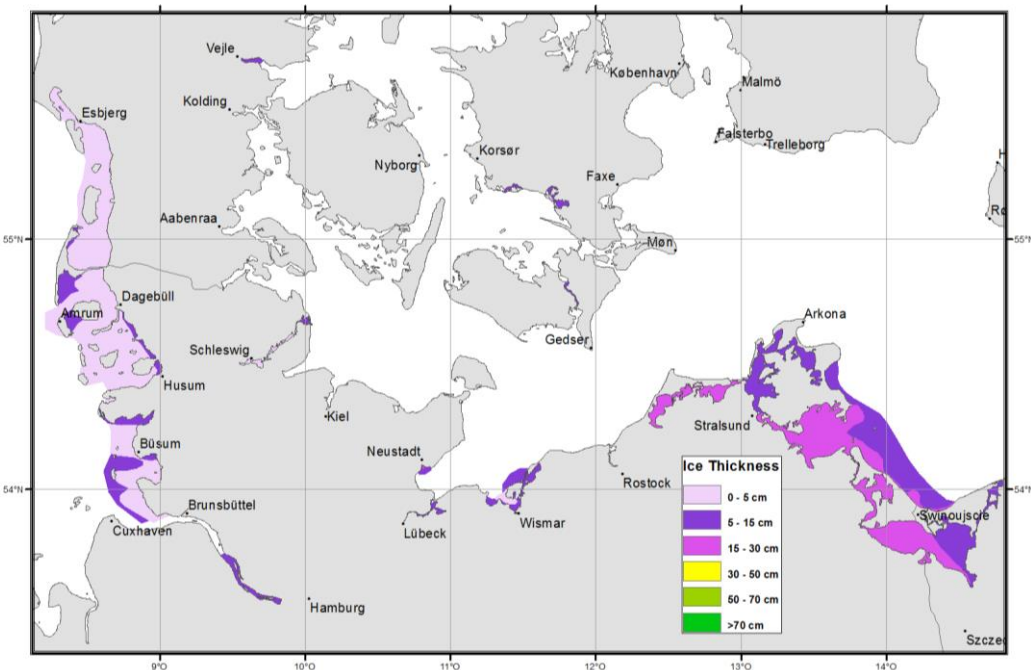 Vejle
København
Malmö
Kolding
Esbjerg
Falsterbo
Trelleborg
Nyborg
Korsør
Faxe
Aabenraa
55°N
Møn
55°N
Dagebüll
Amrum
Arkona
Gedser
Schleswig
Husum
Kiel
Stralsund
Büsum
Neustadt
Ice Thickness
Rostock
54°N
54°N
0 - 5 cm
Brunsbüttel
Swinoujscie
Cuxhaven
Lübeck
Wismar
5 - 15 cm
15 - 30 cm
30 - 50 cm
50 - 70 cm
Hamburg
>70 cm
9°O
10°O
11°O
12°O
13°O
14°O